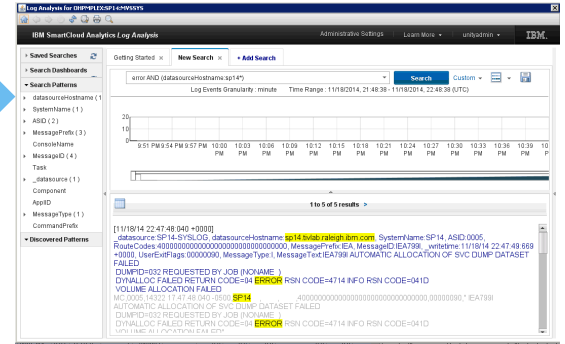 Log Analysis for OHPMPLEX:SP14:MVSSYS
IBM SmartCloud Analytics Log Analysis
Administrative Settings Learn More unityadmin IBM.
Saved Searches
Search Dashboards
Search Patterns
datasourceHostname (1
SystemName (1)
ASID (2)
MessagePrefix (3)
ConsoleName
MessageID (4)
Task
_datasource (1)
Component
ApplID
MessageType (1)
CommandPrefix
Discovered Patterns
Getting Started × New Search × + Add Search
error AND (datasourceHostname:sp14*) Search Custom
Log Events Granularity : minute Time Range : 11/18/2014, 21:48:38 - 11/18/2014, 22:48:38 (UTC)
20
10
0
9:51 PM 9:54 PM 9:57 PM 10:00 PM 10:03 PM 10:06 PM 10:09 PM 10:12 PM 10:15 PM 10:18 PM 10:21 PM 10:24 PM 10:27 PM 10:30 PM 10:33 PM 10:36 PM 10:39 PM 10 P
1 to 5 of 5 results >
[11/18/14 22:47:48:040 +0000]
_datasource:SP14-SYSLOG, datasourceHostname:sp14.tivlab.raleigh.ibm.com, SystemName:SP14, ASID:0005,
RouteCodes:40000000000000000000000000000000, MessagePrefix:IEA, MessageID:IEA799I, _writetime:11/18/14 22:47:49:669
+0000, UserExitFlags:00000090, MessageType:I, MessageText:IEA799I AUTOMATIC ALLOCATION OF SVC DUMP DATASET
FAILED
DUMPID=032 REQUESTED BY JOB (NONAME )
DYNALLOC FAILED RETURN CODE=04 ERROR RSN CODE=4714 INFO RSN CODE=041D
VOLUME ALLOCATION FAILED
MC,0005,14322 17.47.48.040 -0500,SP14 ,40000000000000000000000000000000,00000090,* IEA799I
AUTOMATIC ALLOCATION OF SVC DUMP DATASET FAILED
DUMPID=032 REQUESTED BY JOB (NONAME )
DYNALLOC FAILED RETURN CODE=04 ERROR RSN CODE=4714 INFO RSN CODE=041D
VOLUME ALLOCATION FAILED